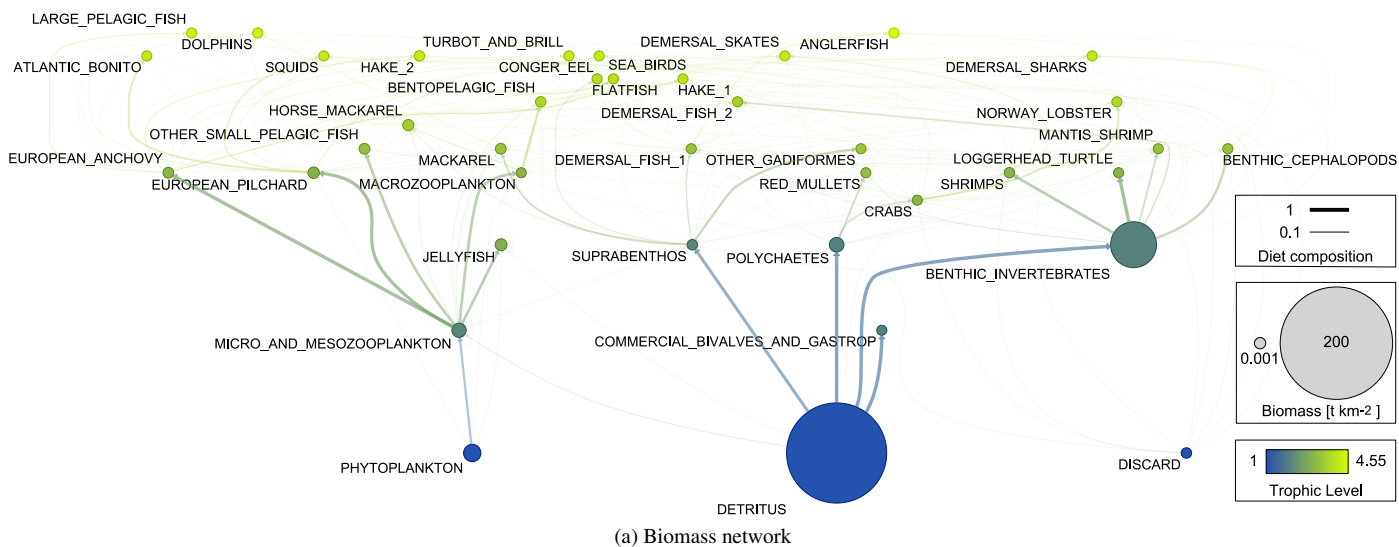 LARGE_PELAGIC_FISH
DOLPHINS
TURBOT_AND_BRILL
DEMERSAL_SKATES
ANGLERFISH
ATLANTIC_BONITO
SQUIDS
HAKE_2
CONGER_EEL
SEA_BIRDS
DEMERSAL_SHARKS
BENTOPELAGIC_FISH
FLATFISH
HAKE_1
HORSE_MACKAREL
DEMERSAL_FISH_2
NORWAY_LOBSTER
OTHER_SMALL_PELAGIC_FISH
MANTIS_SHRIMP
EUROPEAN_ANCHOVY
MACKAREL
DEMERSAL_FISH_1
OTHER_GADIFORMES
LOGGERHEAD_TURTLE
BENTHIC_CEPHALOPODS
EUROPEAN_PILCHARD
MACROZOOPLANKTON
RED_MULLETS
SHRIMPS
CRABS
1
0.1
Diet composition
JELLYFISH
SUPRABENTHOS
POLYCHAETES
BENTHIC_INVERTEBRATES
MICRO_AND_MESOZOOPLANKTON
COMMERCIAL_BIVALVES_AND_GASTROP
0.001
200
Biomass [t km-2 ]
PHYTOPLANKTON
DISCARD
1
4.55
Trophic Level
DETRITUS
(a) Biomass network